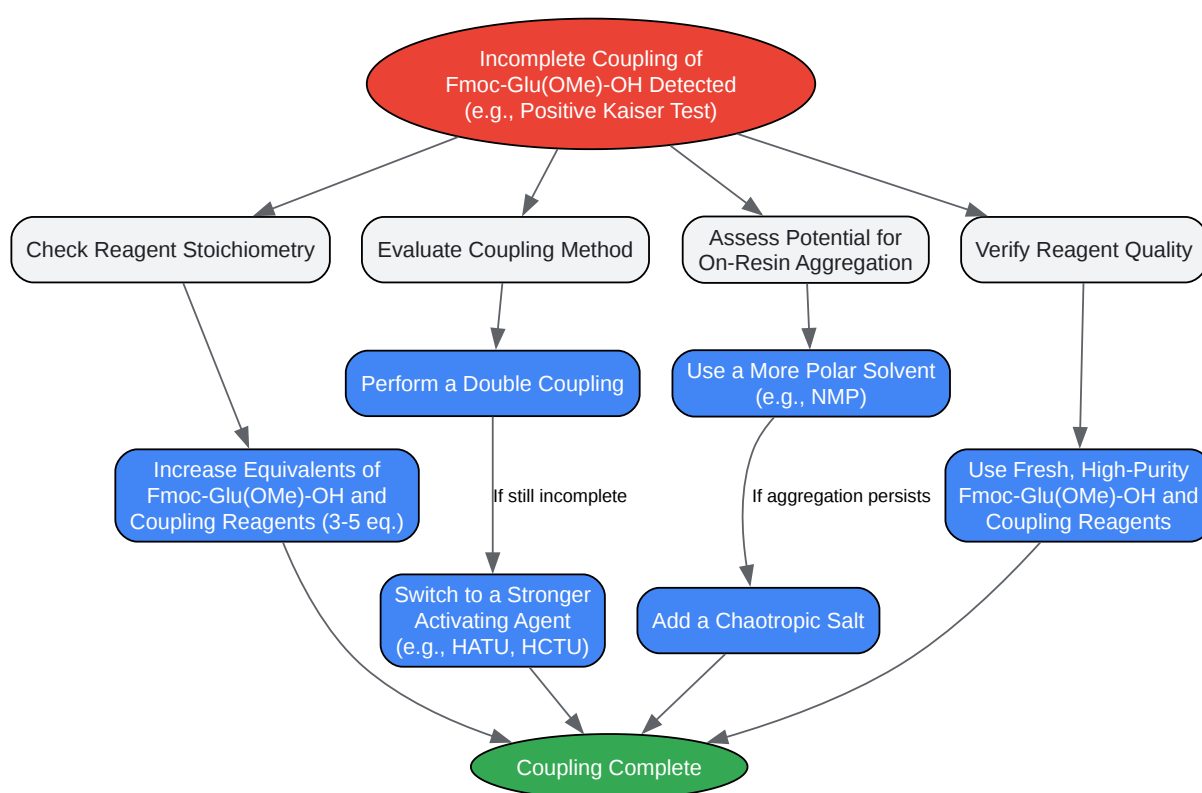 Incomplete Coupling of
Fmoc-Glu(OMe)-OH Detected
(e.g., Positive Kaiser Test)
Check Reagent Stoichiometry
Evaluate Coupling Method
Assess Potential for
On-Resin Aggregation
Verify Reagent Quality
Perform a Double Coupling
Use a More Polar Solvent
(e.g., NMP)
Increase Equivalents of
Fmoc-Glu(OMe)-OH and
Coupling Reagents (3-5 eq.)
If still incomplete
If aggregation persists
Use Fresh, High-Purity
Fmoc-Glu(OMe)-OH and
Coupling Reagents
Switch to a Stronger
Activating Agent
(e.g., HATU, HCTU)
Add a Chaotropic Salt
Coupling Complete